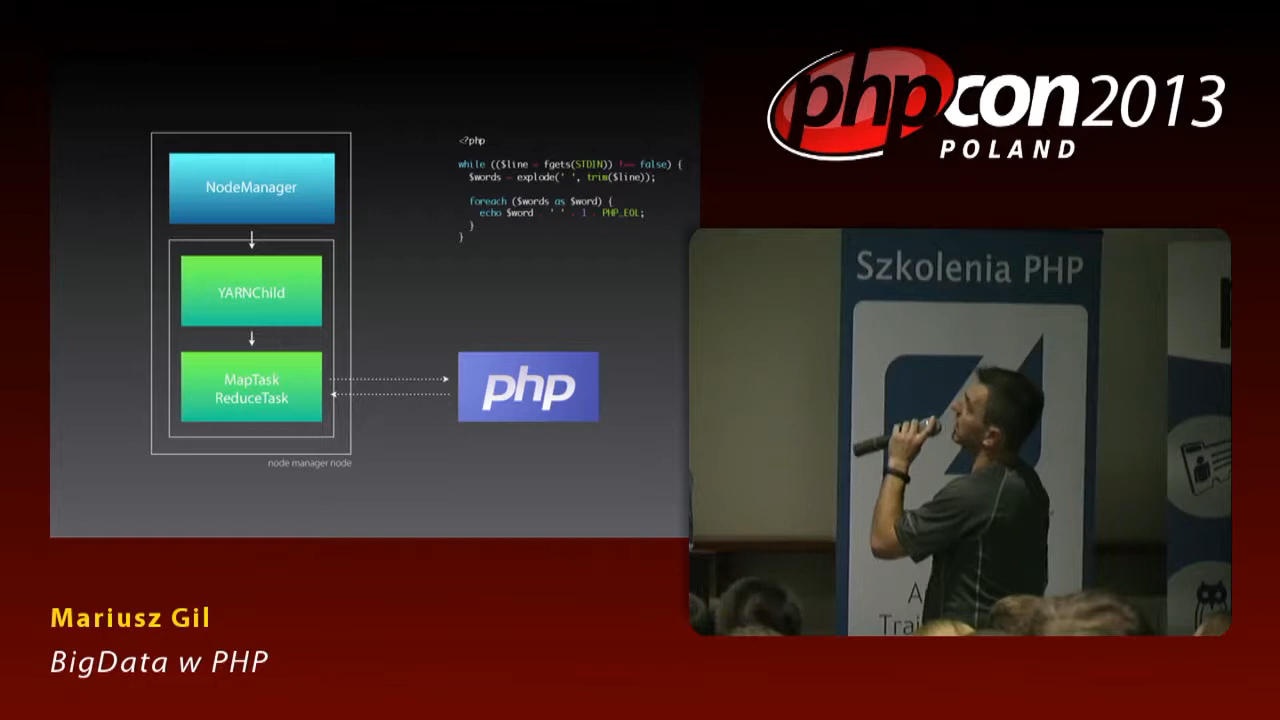 phpcon2013
POLAND
NodeManager
YARNChild
MapTask
ReduceTask
node manager node
<?php
while (($line = fgets(STDIN)) !== false) {
$words = explode(' ', trim($line));
foreach ($words as $word) {
echo $word . ' ' . 1 . PHP_EOL;
}
}
php
Szkolenia PHP
Mariusz Gil
BigData w PHP